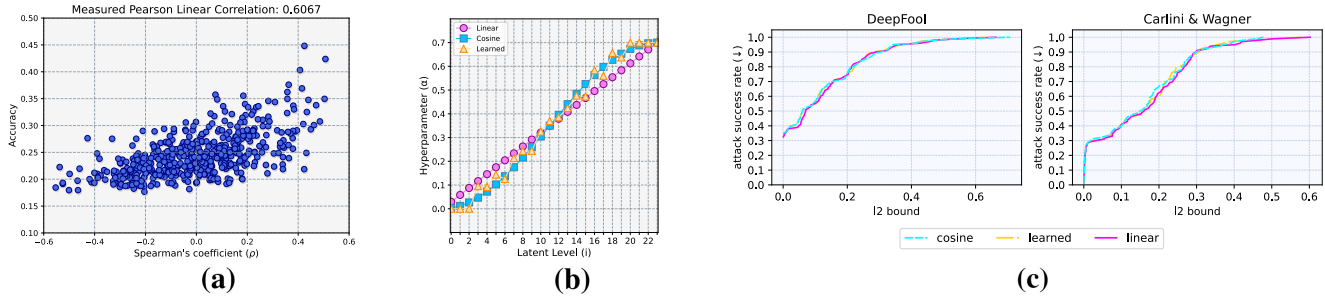 Measured Pearson Linear Correlation: 0.6067
0.50
0.45
0.40
0.35
0.30
0.25
0.20
0.15
0.10
Accuracy
−0.6 −0.4 −0.2 0.0 0.2 0.4 0.6
Spearman's coefficient (ρ)
(a)
Linear
Cosine
Learned
0.7
0.6
0.5
0.4
0.3
0.2
0.1
0.0
Hyperparameter (α)
0 2 4 6 8 10 12 14 16 18 20 22
Latent Level (i)
(b)
DeepFool
1.0
0.9
0.8
0.7
0.6
0.5
0.4
0.3
0.2
0.1
0.0
attack success rate (↓)
0.0 0.2 0.4 0.6
l2 bound
Carlini & Wagner
1.0
0.9
0.8
0.7
0.6
0.5
0.4
0.3
0.2
0.1
0.0
attack success rate (↓)
0.0 0.1 0.2 0.3 0.4 0.5 0.6
l2 bound
cosine learned linear
(c)